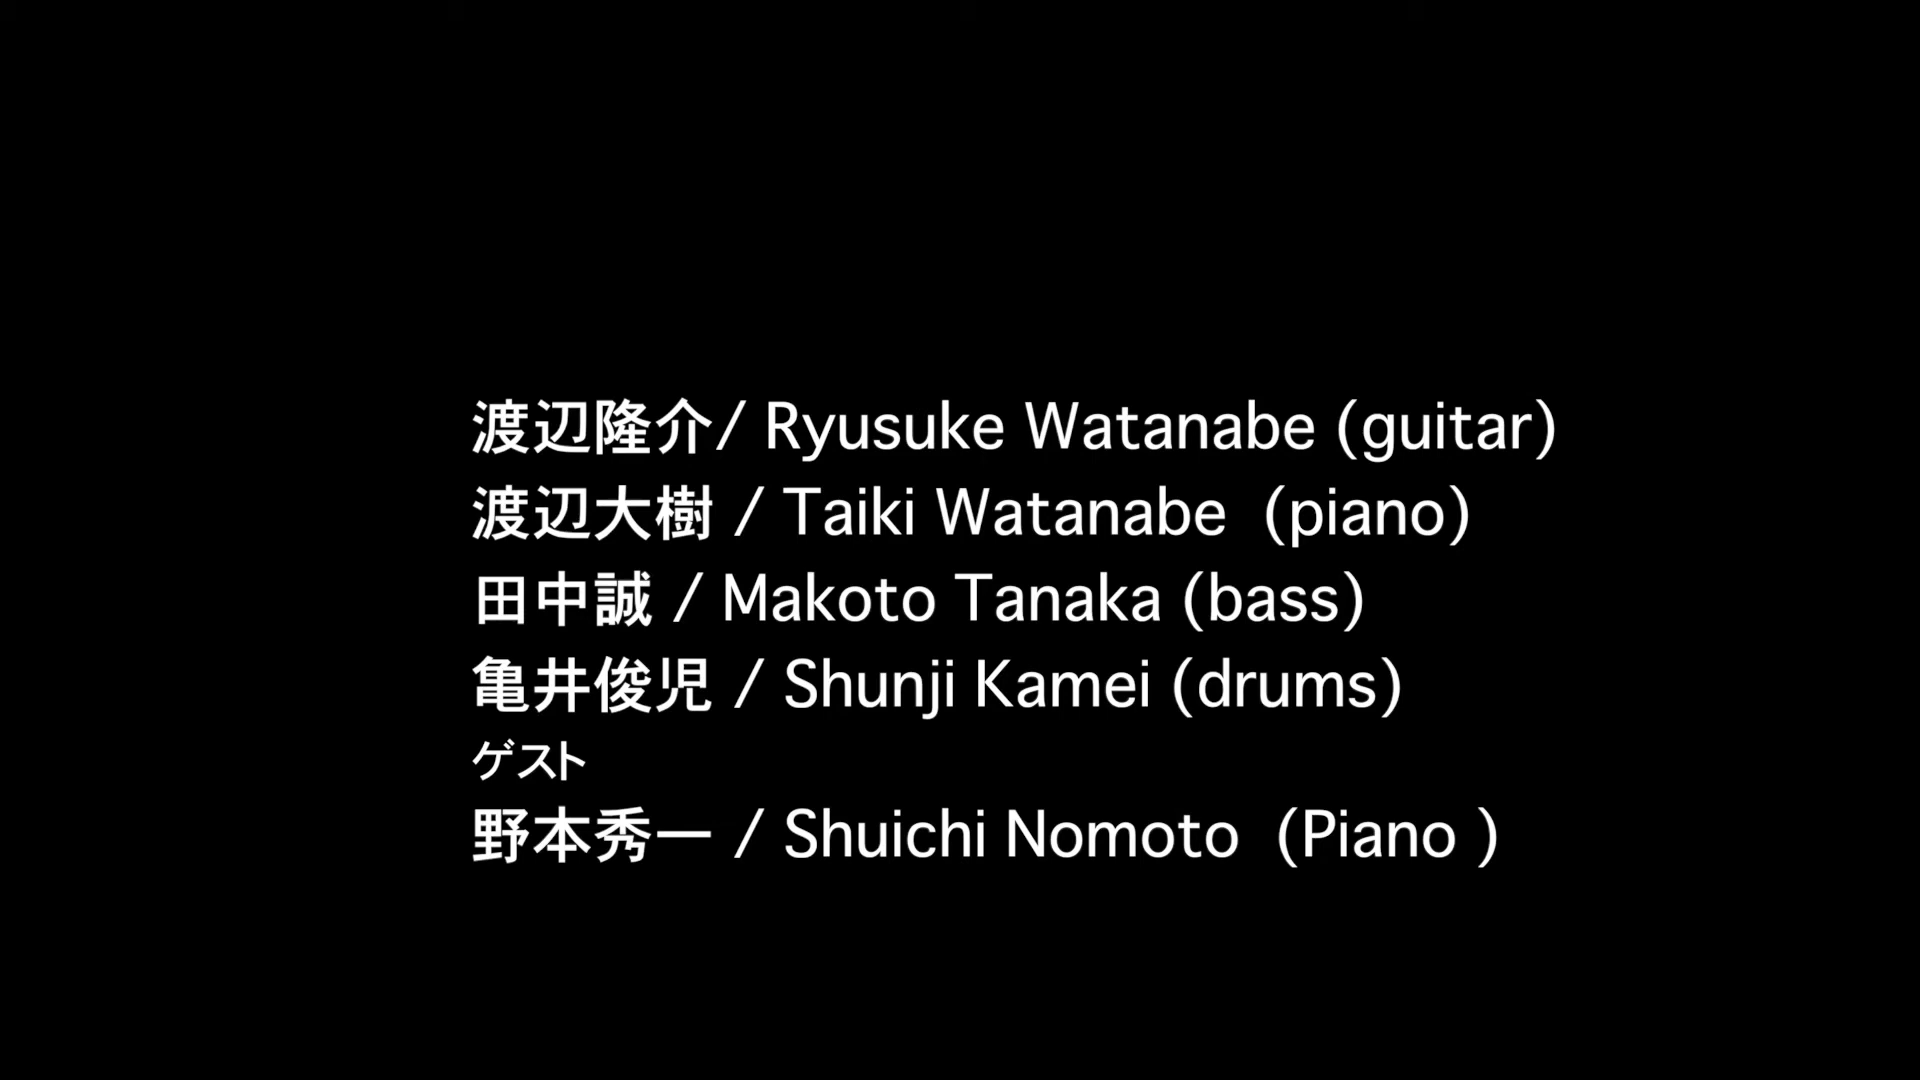 渡辺隆介/ Ryusuke Watanabe (guitar)
渡辺大樹 / Taiki Watanabe  (piano)
田中誠 / Makoto Tanaka (bass)
亀井俊児 / Shunji Kamei (drums)
ゲスト
野本秀一 / Shuichi Nomoto  (Piano )